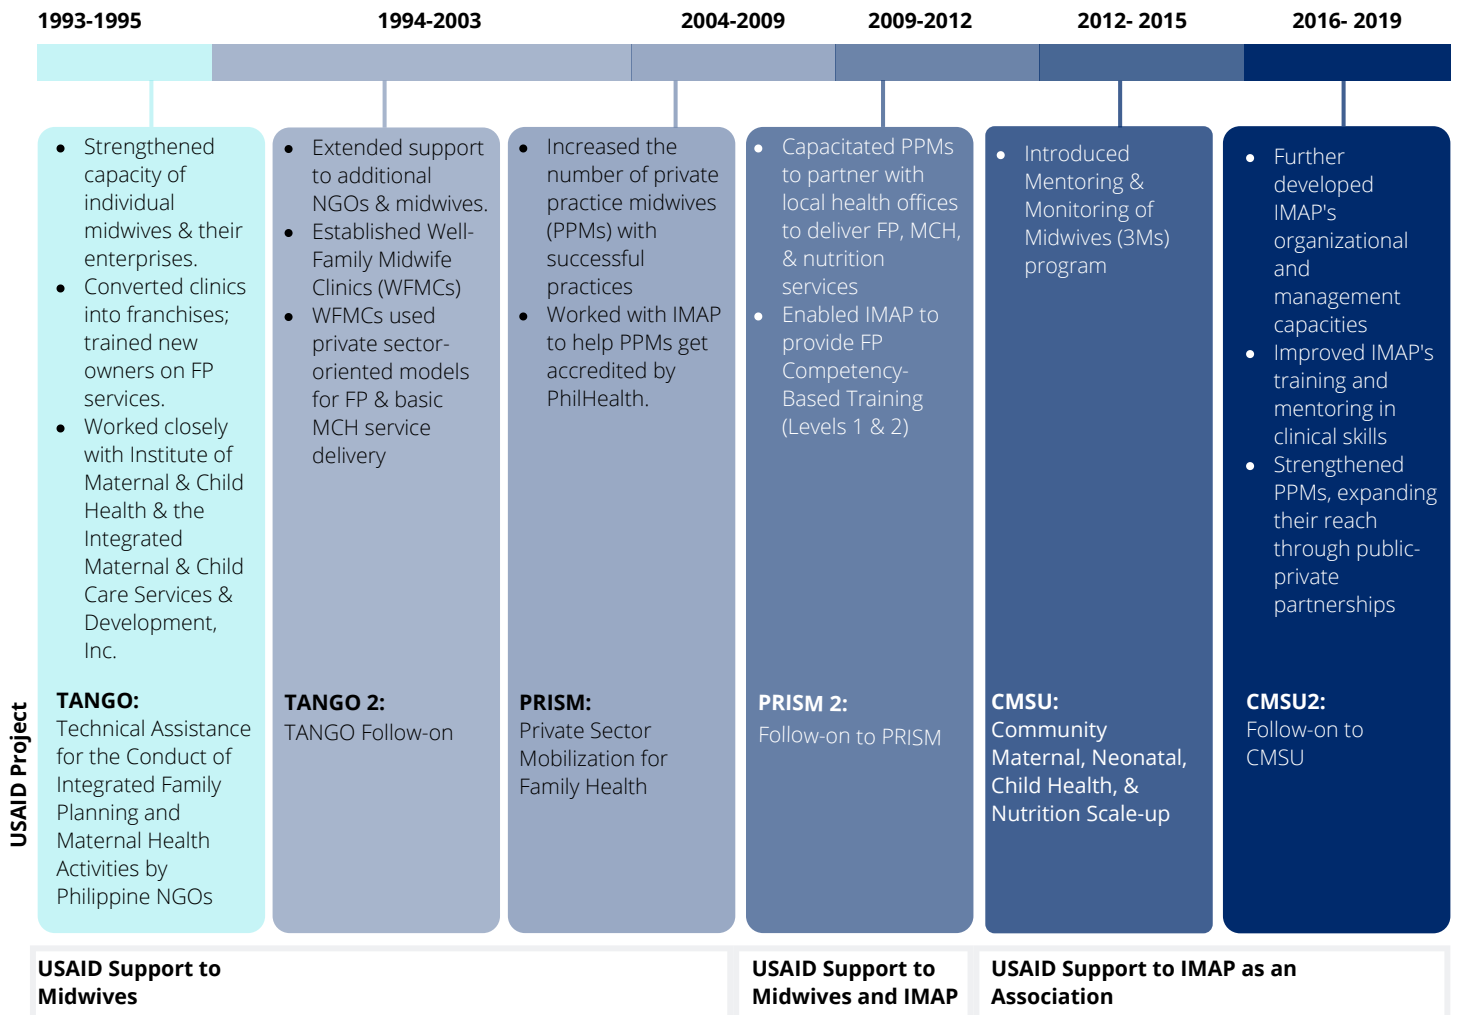 1993-1995
1994-2003
2004-2009
2009-2012
2012- 2015
2016- 2019
• Strengthened
capacity of
individual
midwives & their
enterprises.
• Converted clinics
into franchises;
trained new
owners on FP
services.
• Worked closely
with Institute of
Maternal & Child
Health & the
Integrated
Maternal & Child
Care Services &
Development,
Inc.
TANGO:
Technical Assistance
for the Conduct of
Integrated Family
Planning and
Maternal Health
Activities by
Philippine NGOs
• Extended support
to additional
NGOs & midwives.
• Established Well-
Family Midwife
Clinics (WFMCs)
• WFMCs used
private sector-
oriented models
for FP & basic
MCH service
delivery
TANGO 2:
TANGO Follow-on
• Increased the
number of private
practice midwives
(PPMs) with
successful
practices
• Worked with IMAP
to help PPMs get
accredited by
PhilHealth.
PRISM:
Private Sector
Mobilization for
Family Health
• Capacitated PPMs
to partner with
local health offices
to deliver FP, MCH,
& nutrition
services
• Enabled IMAP to
provide FP
Competency-
Based Training
(Levels 1 & 2)
PRISM 2:
Follow-on to PRISM
• Introduced
Mentoring &
Monitoring of
Midwives (3Ms)
program
CMSU:
Community
Maternal, Neonatal,
Child Health, &
Nutrition Scale-up
• Further
developed
IMAP's
organizational
and
management
capacities
• Improved IMAP's
training and
mentoring in
clinical skills
• Strengthened
PPMs, expanding
their reach
through public-
private
partnerships
CMSU2:
Follow-on to
CMSU
USAID Project
USAID Support to
Midwives
USAID Support to
Midwives and IMAP
USAID Support to IMAP as an
Association